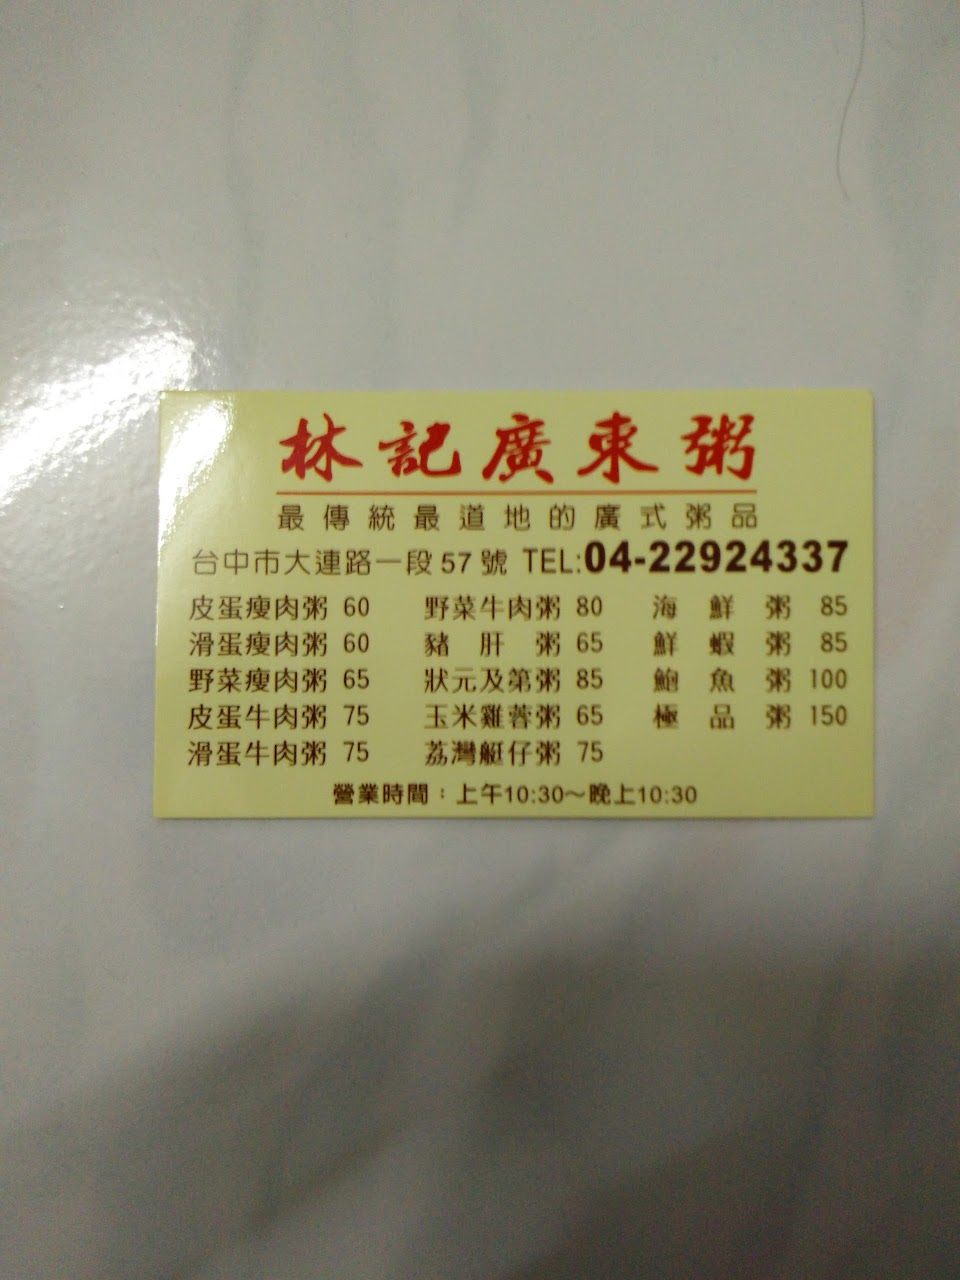 林記廣東粥
最傳統最道地的廣式粥品
台中市大連路一段57號 TEL:04-22924337
皮蛋瘦肉粥 60 野菜牛肉粥 80 海鮮粥 85
滑蛋瘦肉粥 60 豬肝粥 65 鮮蝦粥 85
野菜瘦肉粥 65 狀元及第粥 85 鮑魚粥 100
皮蛋牛肉粥 75 玉米雞蓉粥 65 極品粥 150
滑蛋牛肉粥 75 荔灣艇仔粥 75
營業時間：上午10:30～晚上10:30